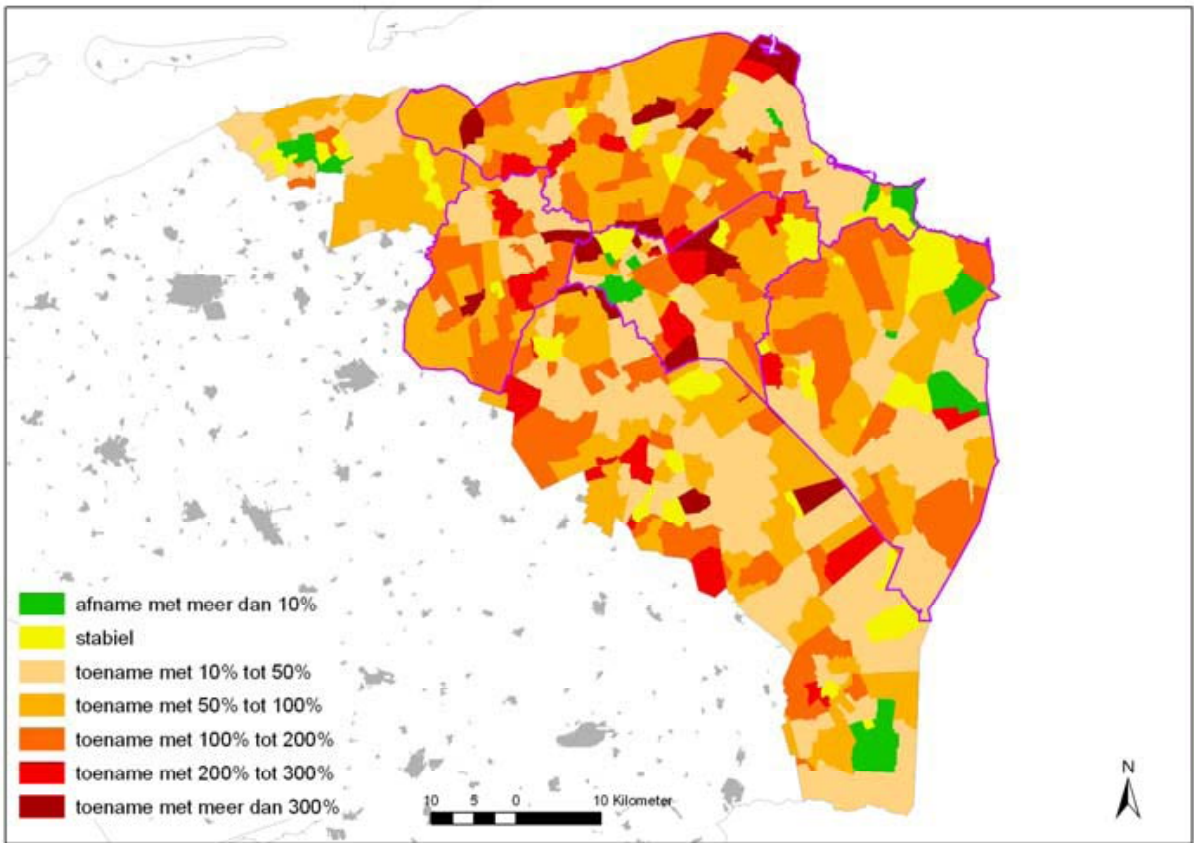 afname met meer dan 10%
stabiel
toename met 10% tot 50%
toename met 50% tot 100%
toename met 100% tot 200%
toename met 200% tot 300%
toename met meer dan 300%
10 5 0 10 Kilometer
N